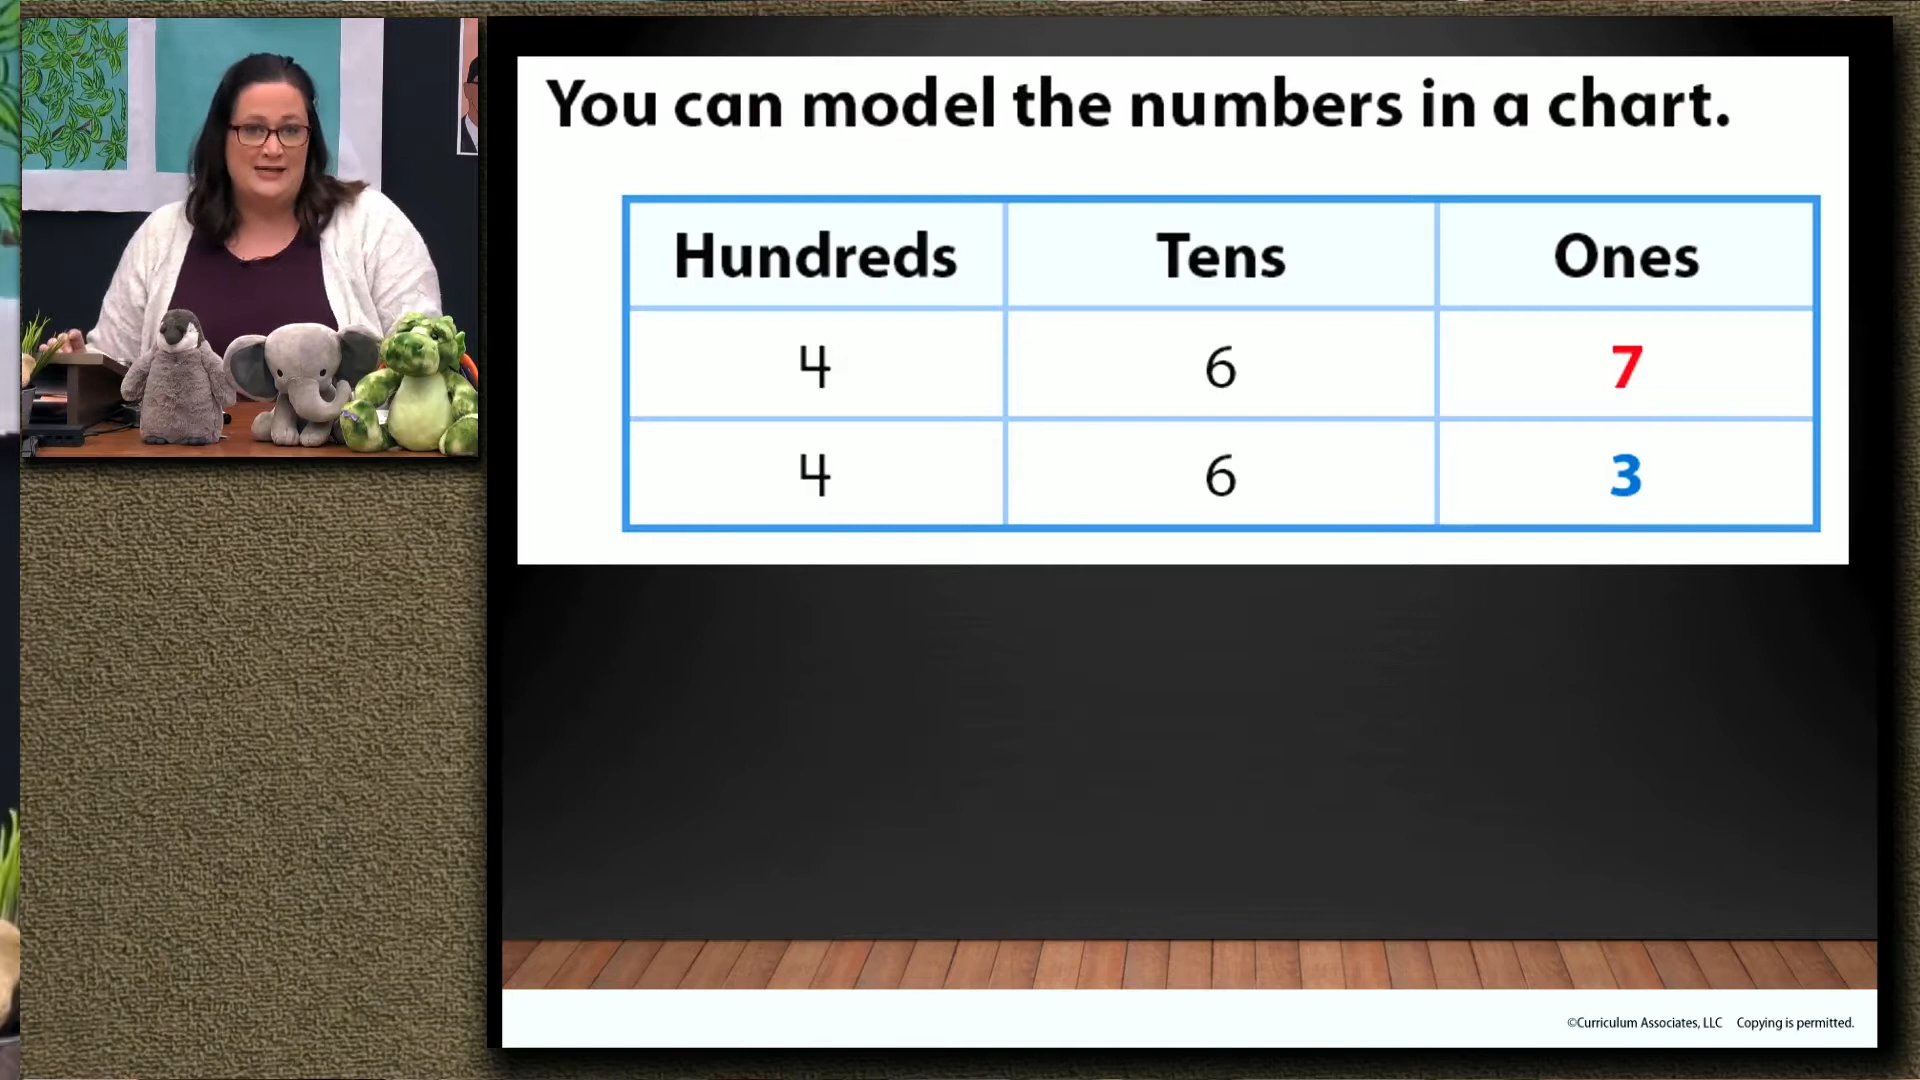 You can model the numbers in a chart.
Hundreds Tens Ones
4 6 7
4 6 3
©Curriculum Associates, LLC Copying is permitted.